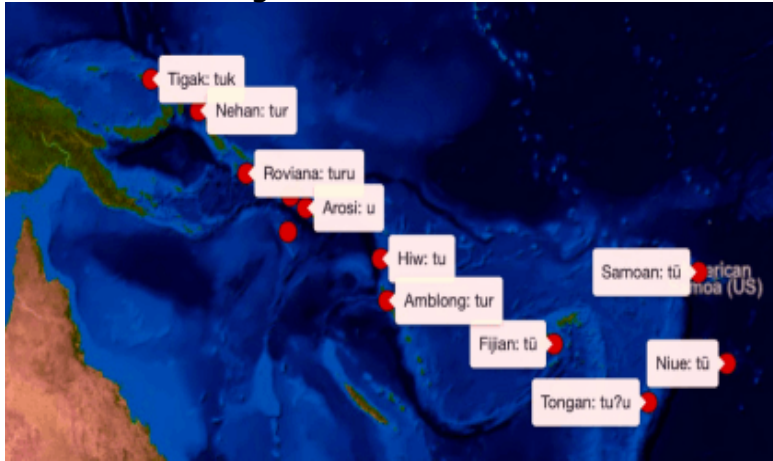 Tigak: tuk
Nehan: tur
Roviana: turu
Arosi: u
Hiw: tu
Samoan: tū
Amblong: tur
Fijian: tū
Niue: tū
Tongan: tu?u
(US)